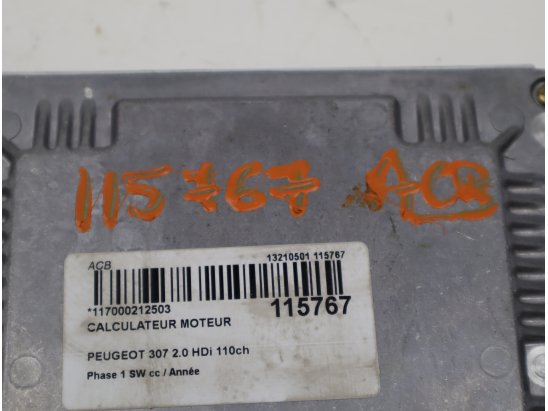 115767 ACB
ACB
13210501 115767
*117000212503
115767
CALCULATEUR MOTEUR
PEUGEOT 307 2.0 HDi 110ch
Phase 1 SW cc / Année